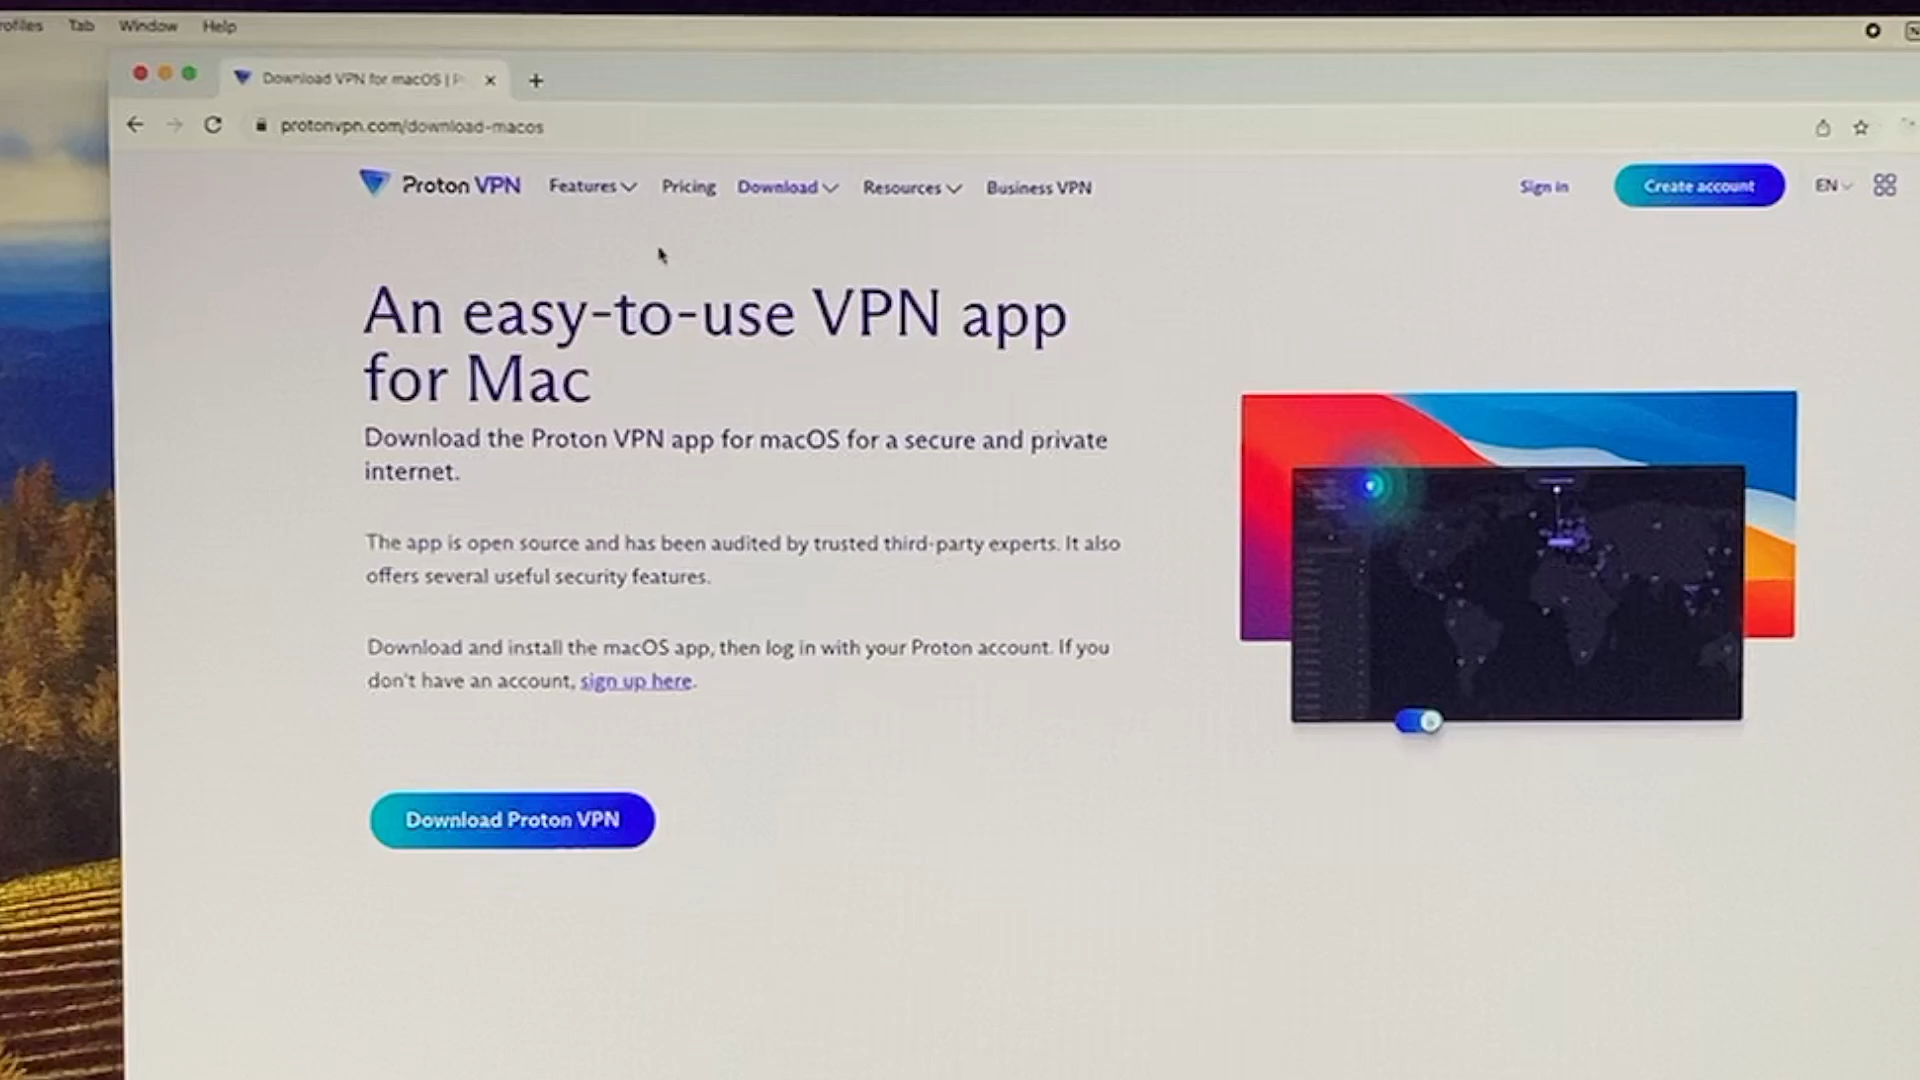 Tab Window Help
Download VPN for macOS | P
protonvpn.com/download-macos
Proton VPN Features Pricing Download Resources Business VPN Sign in Create account EN
An easy-to-use VPN app
for Mac
Download the Proton VPN app for macOS for a secure and private
internet.
The app is open source and has been audited by trusted third-party experts. It also
offers several useful security features.
Download and install the macOS app, then log in with your Proton account. If you
don't have an account, sign up here.
Download Proton VPN